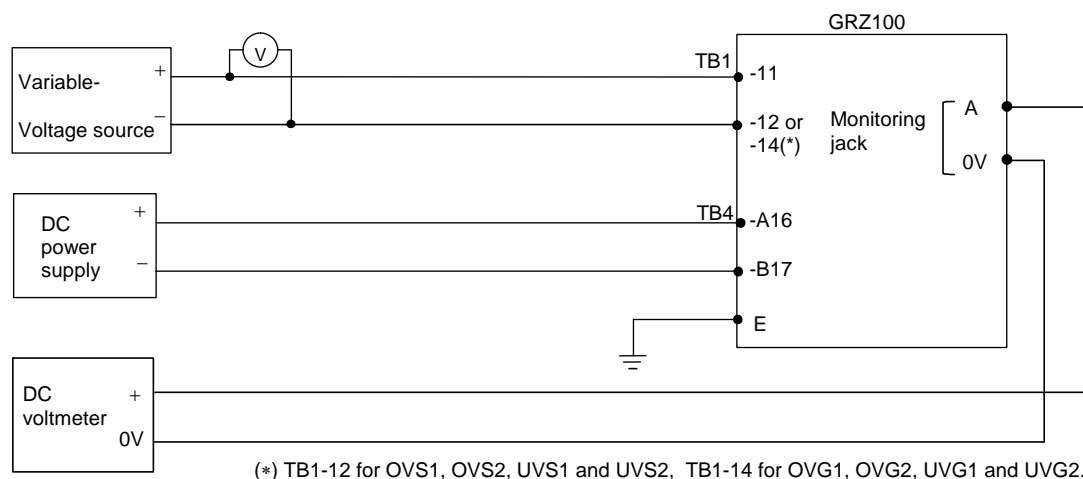 GRZ100
Variable-
Voltage source
+
−
V
TB1
-11
-12 or
-14(*)
Monitoring
jack
A
0V
DC
power
supply
+
−
TB4
-A16
-B17
E
DC
voltmeter
+
0V
(∗) TB1-12 for OVS1, OVS2, UVS1 and UVS2, TB1-14 for OVG1, OVG2, UVG1 and UVG2.